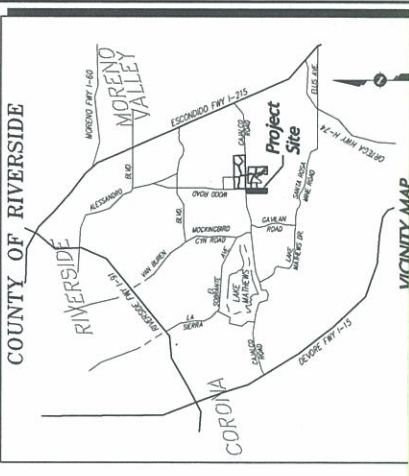 COUNTY OF RIVERSIDE
MORENO FWY I-60
MORENO
VALLEY
ESCONDIDO FWY I-215
RIVERSIDE
ALESSANDRO
BLVD.
WOOD ROAD
CAJALCO
ROAD
Project
Site
ELLIS AVE.
ORTEGA HWY H-74
VAN BUREN
BLVD.
MOCKINGBIRD
CYN ROAD
GAVILAN
ROAD
SANTA ROSA
MINE ROAD
RIVERSIDE FWY I-91
LA
SIERRA
AVE
LAKE
MATHEWS
LAKE
MATHEWS DR.
CORONA
CAJALCO
ROAD
DEVORE FWY I-15
VICINITY MAP